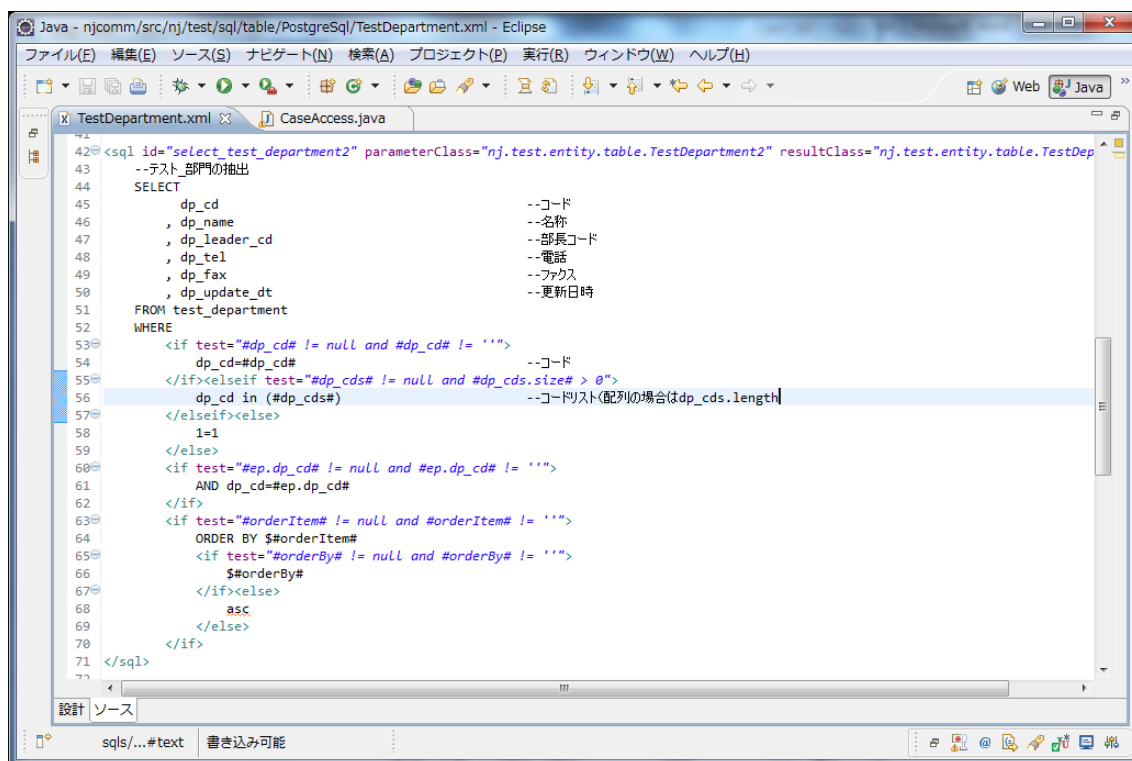 Java - njcomm/src/nj/test/sql/table/PostgreSql/TestDepartment.xml - Eclipse
ファイル(F) 編集(E) ソース(S) ナビゲート(N) 検索(A) プロジェクト(P) 実行(R) ウィンドウ(W) ヘルプ(H)
Web Java
TestDepartment.xml CaseAccess.java
41
42 <sql id="select_test_department2" parameterClass="nj.test.entity.table.TestDepartment2" resultClass="nj.test.entity.table.TestDep
43 --テスト_部門の抽出
44 SELECT
45 dp_cd --コード
46 , dp_name --名称
47 , dp_leader_cd --部長コード
48 , dp_tel --電話
49 , dp_fax --ファクス
50 , dp_update_dt --更新日時
51 FROM test_department
52 WHERE
53 <if test="#dp_cd# != null and #dp_cd# != ''">
54 dp_cd=#dp_cd# --コード
55 </if><elseif test="#dp_cds# != null and #dp_cds.size# > 0">
56 dp_cd in (#dp_cds#) --コードリスト(配列の場合はdp_cds.length
57 </elseif><else>
58 1=1
59 </else>
60 <if test="#ep.dp_cd# != null and #ep.dp_cd# != ''">
61 AND dp_cd=#ep.dp_cd#
62 </if>
63 <if test="#orderItem# != null and #orderItem# != ''">
64 ORDER BY $#orderItem#
65 <if test="#orderBy# != null and #orderBy# != ''">
66 $#orderBy#
67 </if><else>
68 asc
69 </else>
70 </if>
71 </sql>
72
設計 ソース
sqls/...#text 書き込み可能